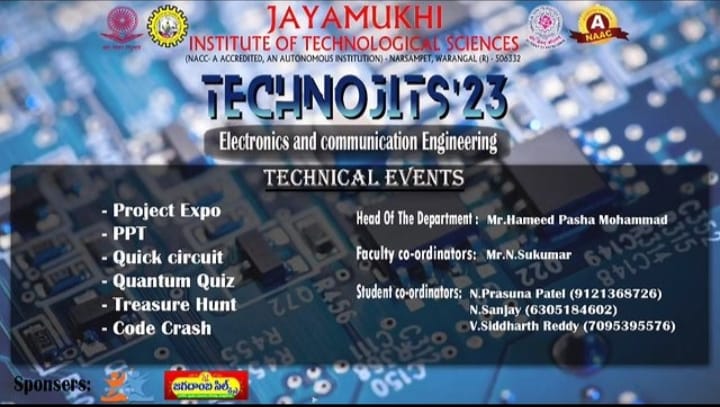 JAYAMUKHI
INSTITUTE OF TECHNOLOGICAL SCIENCES
(NACC- A ACCREDITED, AN AUTONOMOUS INSTITUTION) - NARSAMPET, WARANGAL (R) - 506332
A
NAAC
TECHNOJITS'23
Electronics and communication Engineering
TECHNICAL EVENTS
- Project Expo
- PPT
- Quick circuit
- Quantum Quiz
- Treasure Hunt
- Code Crash
Head Of The Department : Mr.Hameed Pasha Mohammad
Faculty co-ordinators: Mr.N.Sukumar
Student co-ordinators: N.Prasuna Patel (9121368726)
N.Sanjay (6305184602)
V.Siddharth Reddy (7095395576)
Sponsers:
జగదాంబ సిల్క్స్